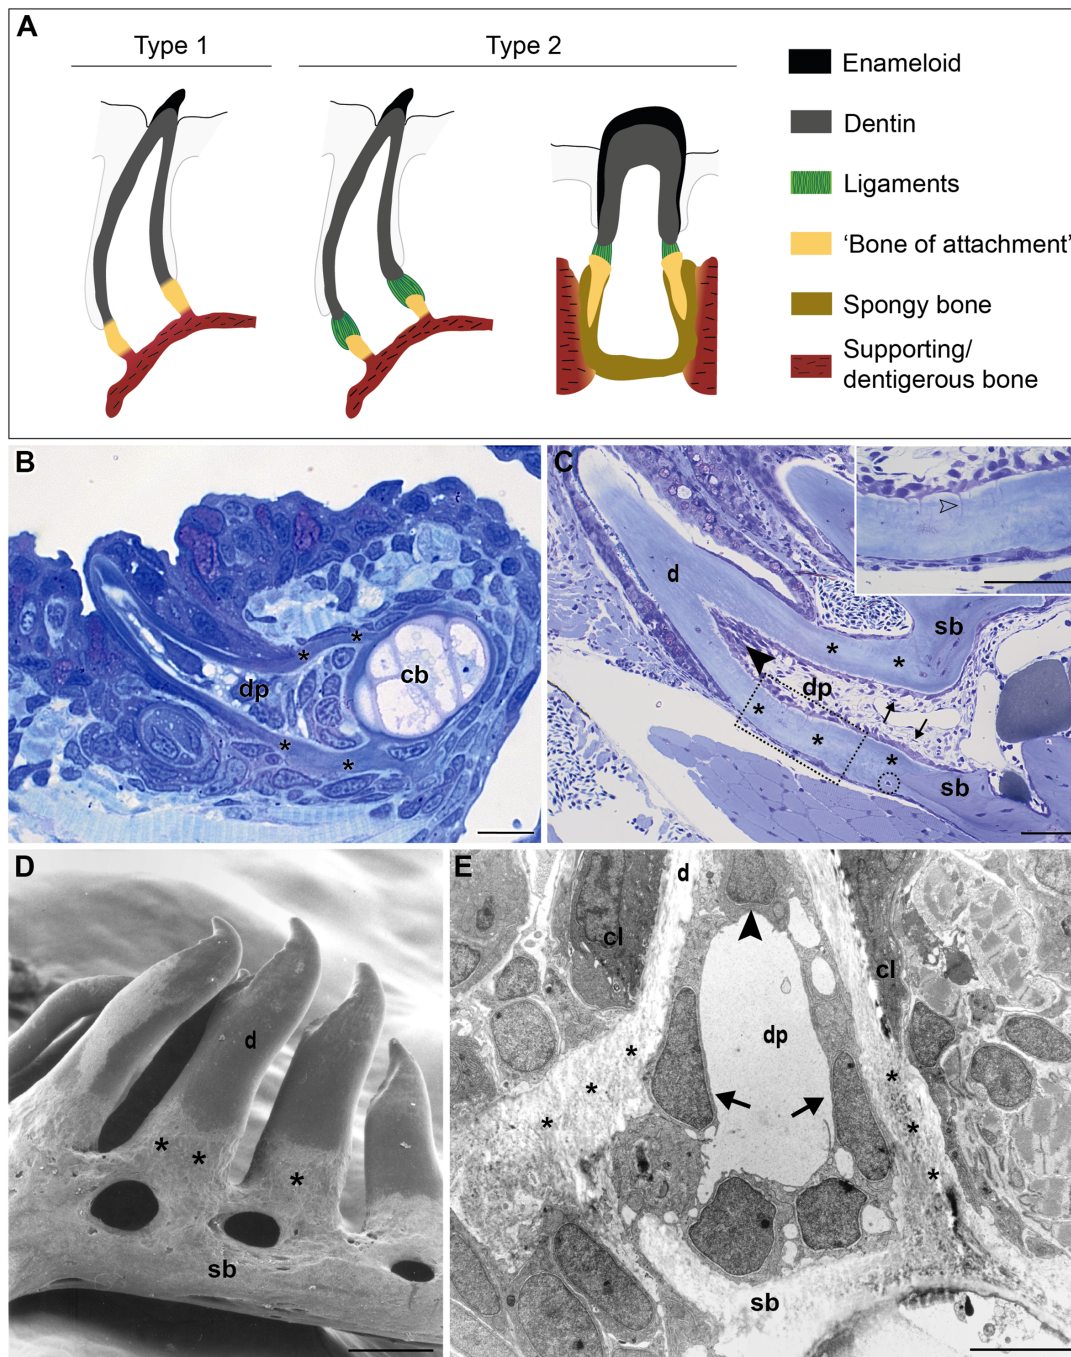 A
Type 1
Type 2
Enameloid
Dentin
Ligaments
‘Bone of attachment’
Spongy bone
Supporting/
dentigerous bone
B
*
*
dp
cb
*
*
C
d
sb
*
*
dp
*
*
*
sb
D
d
*
*
*
sb
E
d
cl
cl
dp
*
*
*
*
*
*
sb